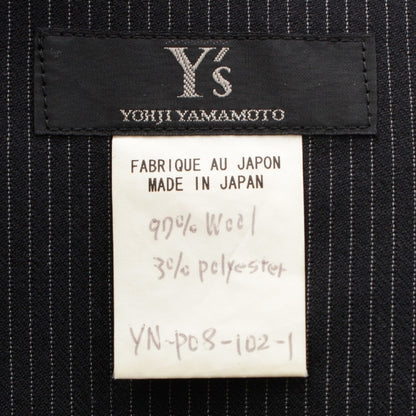 Y's
YOHJI YAMAMOTO
FABRIQUE AU JAPON
MADE IN JAPAN
97% Wool
3% polyester
YN-P08-102-1